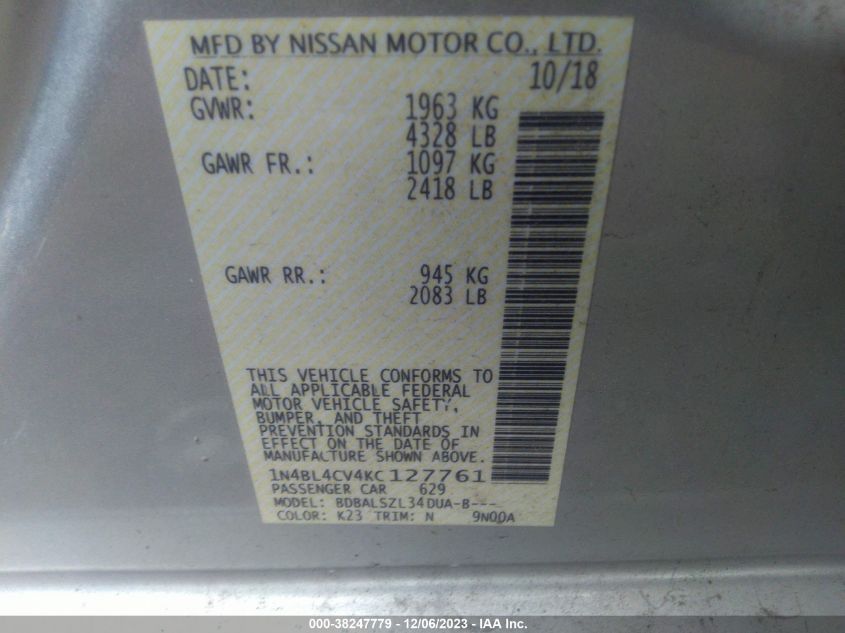 MFD BY NISSAN MOTOR CO., LTD.
DATE: 10/18
GVWR: 1963 KG
4328 LB
GAWR FR.: 1097 KG
2418 LB
GAWR RR.: 945 KG
2083 LB
THIS VEHICLE CONFORMS TO
ALL APPLICABLE FEDERAL
MOTOR VEHICLE SAFETY,
BUMPER, AND THEFT
PREVENTION STANDARDS IN
EFFECT ON THE DATE OF
MANUFACTURE SHOWN ABOVE.
1N4BL4CV4KC127761
PASSENGER CAR 629
MODEL: BDBALSZL34DUA-B---
COLOR: K23 TRIM: N 9N00A
000-38247779 - 12/06/2023 - IAA Inc.